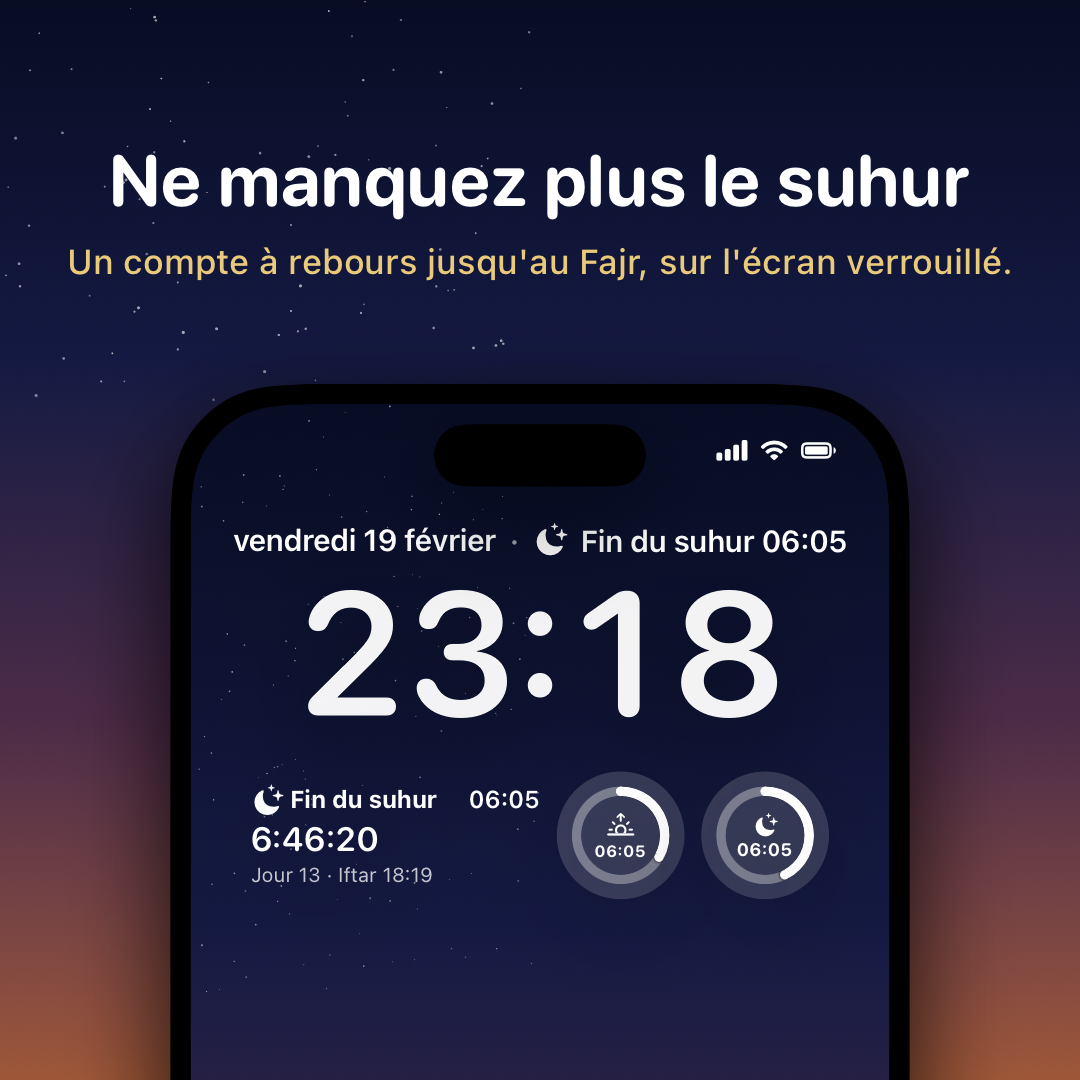 Ne manquez plus le suhur
Un compte à rebours jusqu'au Fajr, sur l'écran verrouillé.
vendredi 19 février · Fin du suhur 06:05
23:18
Fin du suhur 06:05
6:46:20
Jour 13 · Iftar 18:19
06:05
06:05